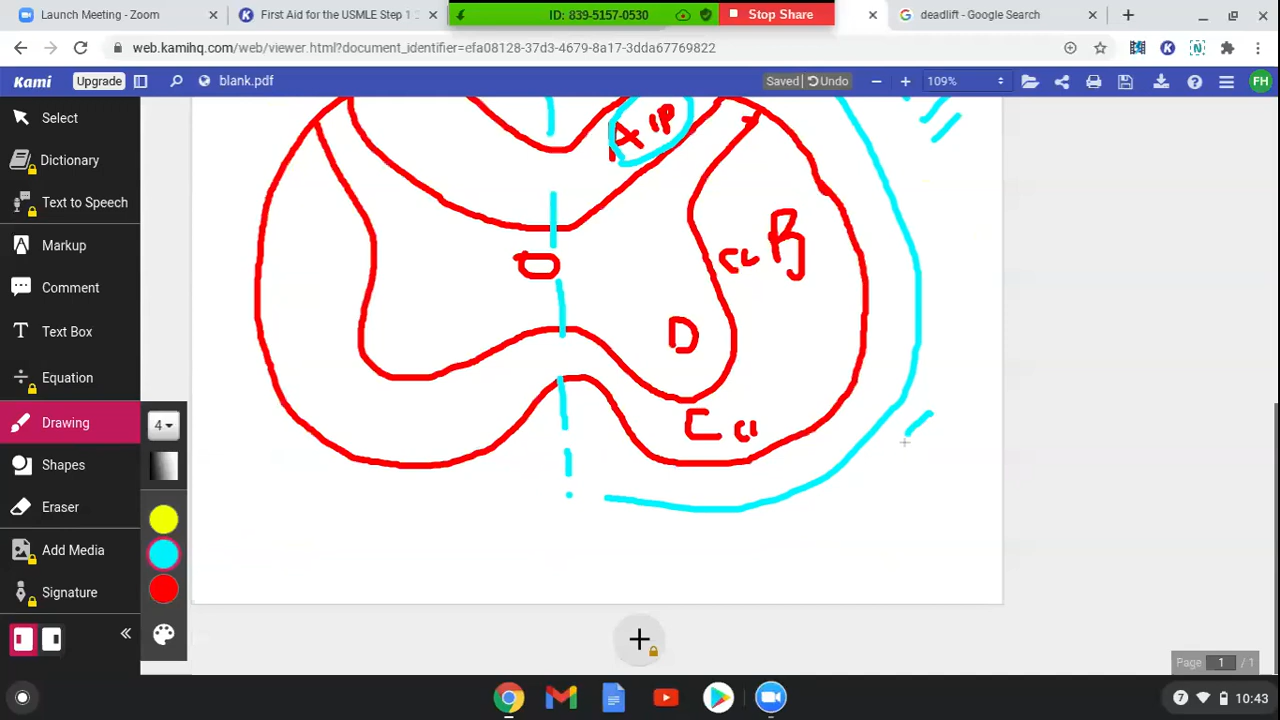 Launch Meeting - Zoom
First Aid for the USMLE Step 1 2
ID: 839-5157-0530
Stop Share
deadlift - Google Search
web.kamihq.com/web/viewer.html?document_identifier=efa08128-37d3-4679-8a17-3dda67769822
Kami
Upgrade
blank.pdf
Saved
Undo
109%
FH
Select
Dictionary
Text to Speech
Markup
Comment
Text Box
Equation
Drawing
4
Shapes
Eraser
Add Media
Signature
D
Page 1 / 1
7
10:43